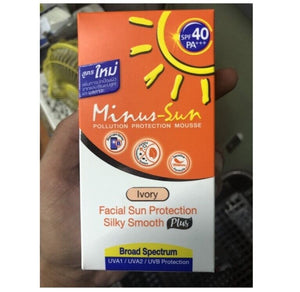 SPF 40
PA+++
สูตร ใหม่
Minus-Sun
POLLUTION PROTECTION MOUSSE
Ivory
Facial Sun Protection
Silky Smooth Plus
Broad Spectrum
UVA1 / UVA2 / UVB Protection